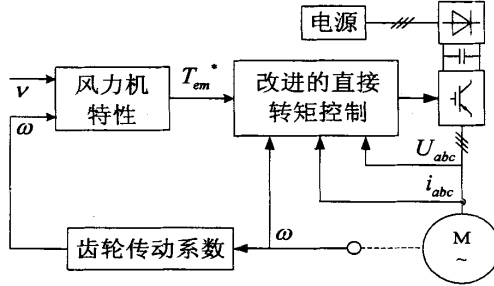 电源
v
ω
风力机
特性
T_em*
改进的直接
转矩控制
U_abc
i_abc
齿轮传动系数
ω
M
~